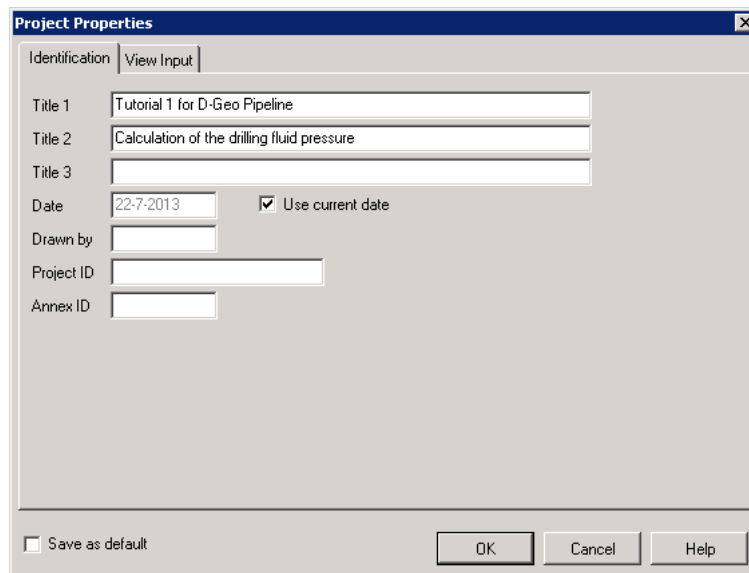 Project Properties
Identification View Input
Title 1 Tutorial 1 for D-Geo Pipeline
Title 2 Calculation of the drilling fluid pressure
Title 3
Date 22-7-2013 Use current date
Drawn by
Project ID
Annex ID
Save as default OK Cancel Help